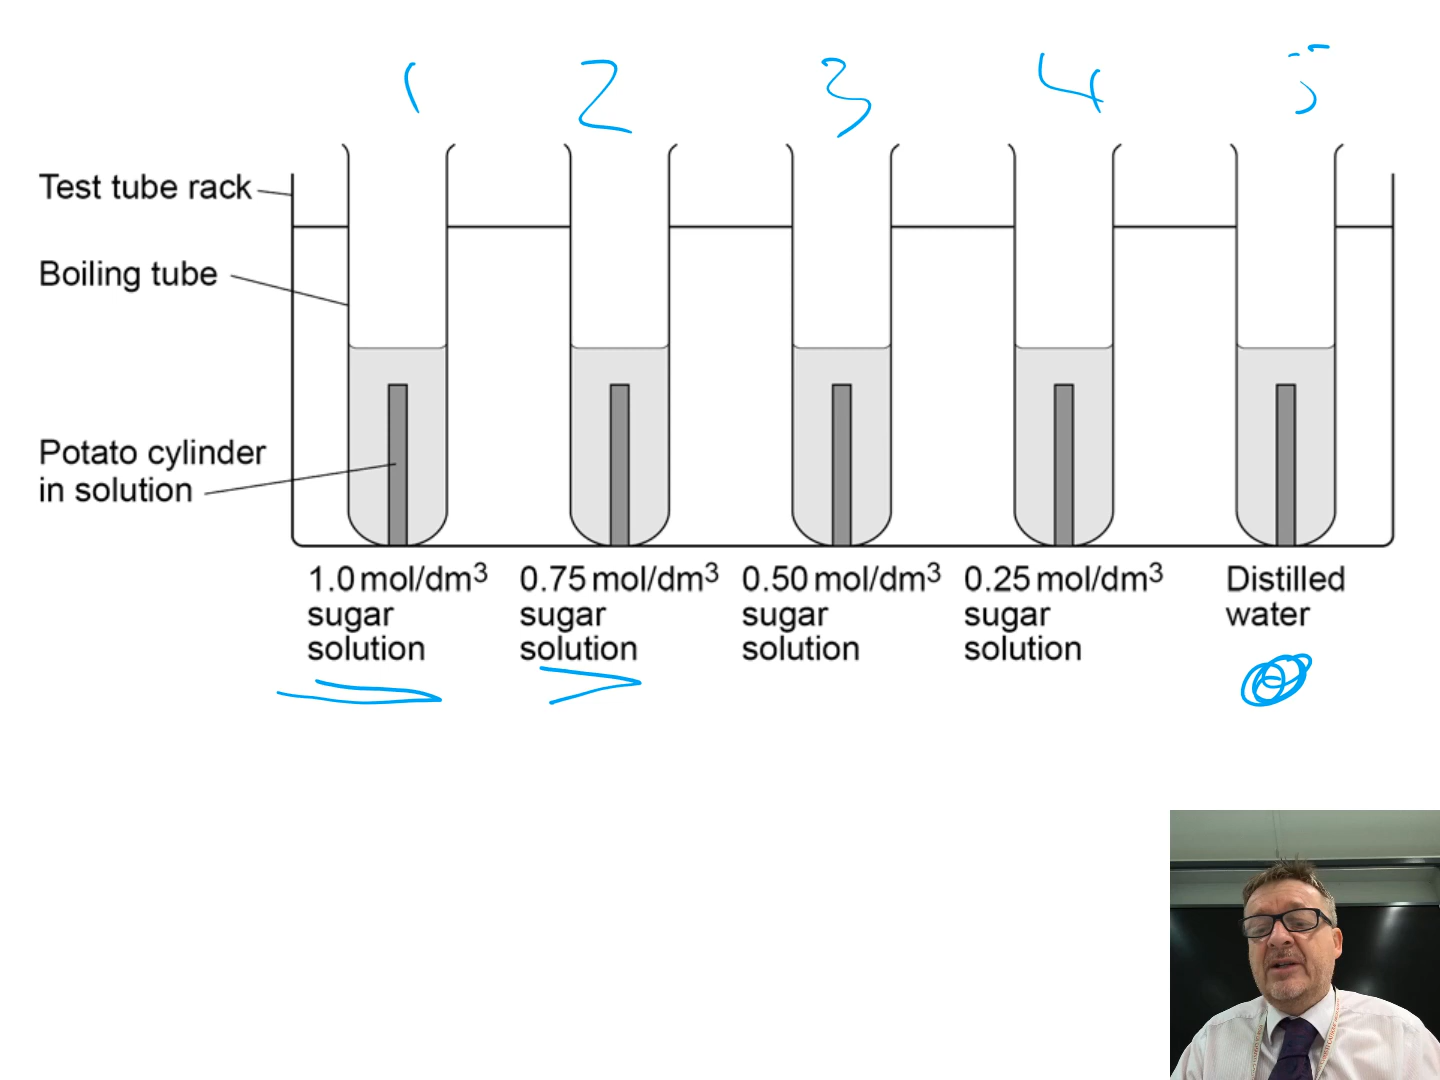 1 2 3 4 5
Test tube rack
Boiling tube
Potato cylinder
in solution
1.0 mol/dm³ 0.75 mol/dm³ 0.50 mol/dm³ 0.25 mol/dm³ Distilled
sugar sugar sugar sugar water
solution solution solution solution